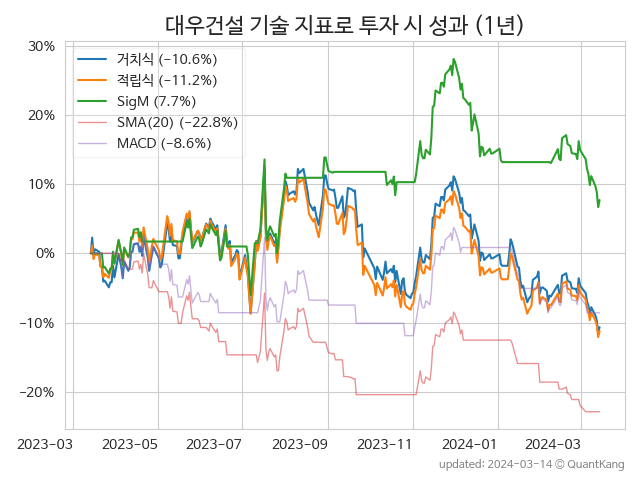 대우건설 기술 지표로 투자 시 성과 (1년)
30%
20%
10%
0%
−10%
−20%
거치식 (−10.6%)
적립식 (−11.2%)
SigM (7.7%)
SMA(20) (−22.8%)
MACD (−8.6%)
2023-03 2023-05 2023-07 2023-09 2023-11 2024-01 2024-03
updated: 2024-03-14 © QuantKang